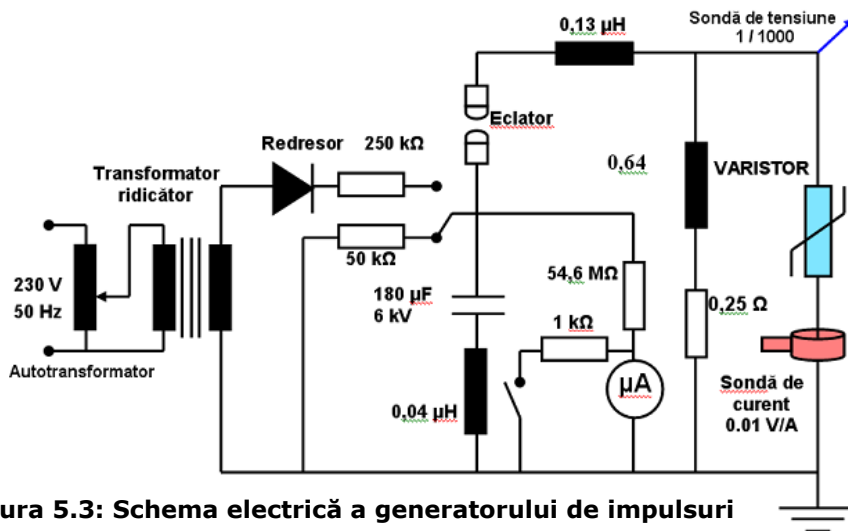 0,13 µH
Sondă de tensiune
1 / 1000
Eclator
Redresor
250 kΩ
Transformator
ridicător
0,64
VARISTOR
50 kΩ
230 V
50 Hz
180 µF
6 kV
54,6 MΩ
1 kΩ
0,25 Ω
Autotransformator
µA
0,04 µH
Sondă de
curent
0.01 V/A
ura 5.3: Schema electrică a generatorului de impulsuri